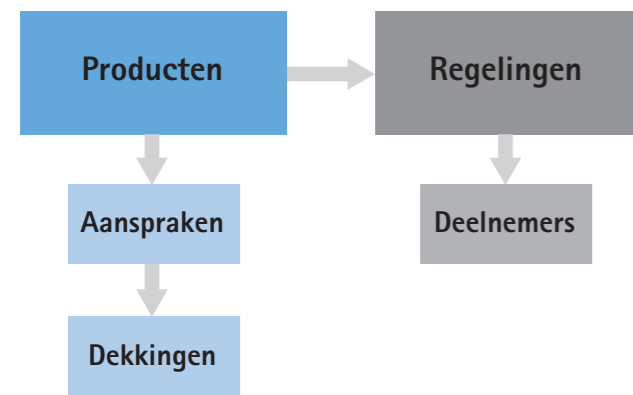 Producten
Regelingen
Aanspraken
Deelnemers
Dekkingen